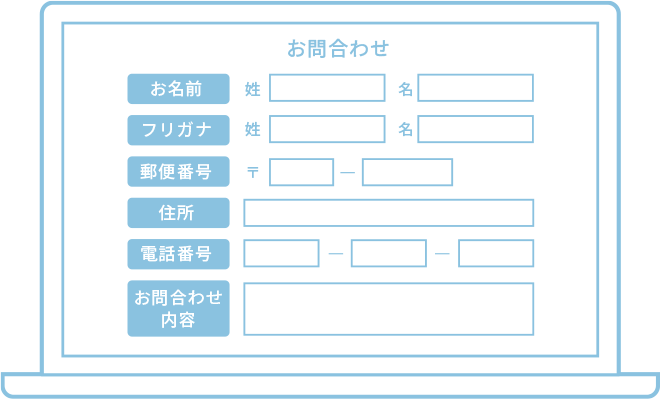 お問合わせ
お名前 姓 名
フリガナ 姓 名
郵便番号 〒 —
住所
電話番号 — —
お問合わせ
内容